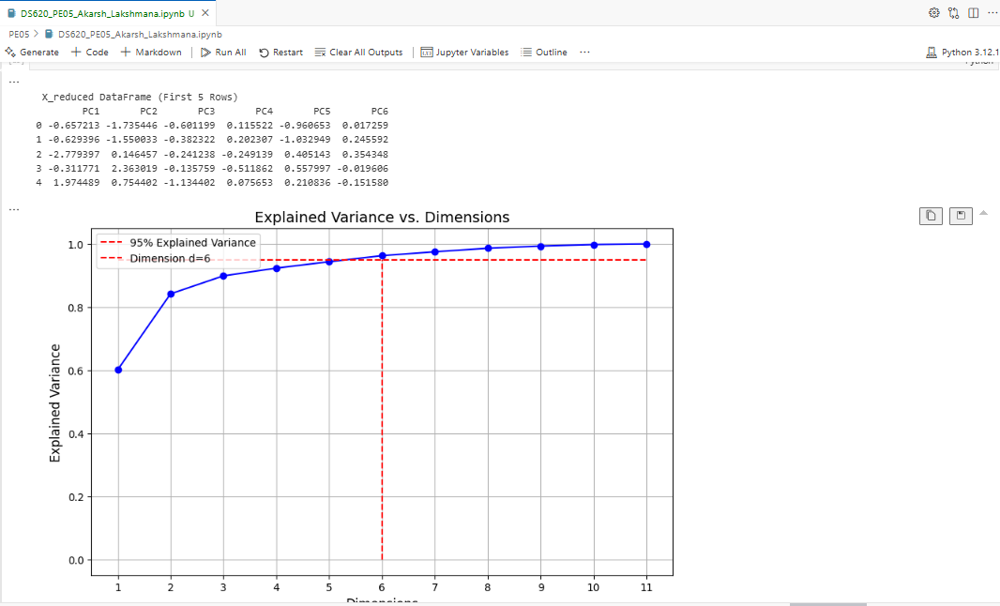 DS620_PE05_Akarsh_Lakshmana.ipynb U
PE05 > DS620_PE05_Akarsh_Lakshmana.ipynb
Generate + Code + Markdown Run All Restart Clear All Outputs Jupyter Variables Outline ... Python 3.12.1
...
X_reduced DataFrame (First 5 Rows)
PC1 PC2 PC3 PC4 PC5 PC6
0 -0.657213 -1.735446 -0.601199 0.115522 -0.960653 0.017259
1 -0.629396 -1.550033 -0.382322 0.202307 -1.032949 0.245592
2 -2.779397 0.146457 -0.241238 -0.249139 0.405143 0.354348
3 -0.311771 2.363019 -0.135759 -0.511862 0.557997 -0.019606
4 1.974489 0.754402 -1.134402 0.075653 0.210836 -0.151580
...
Explained Variance vs. Dimensions
95% Explained Variance
Dimension d=6
Explained Variance
1.0
0.8
0.6
0.4
0.2
0.0
1 2 3 4 5 6 7 8 9 10 11
Dimensions